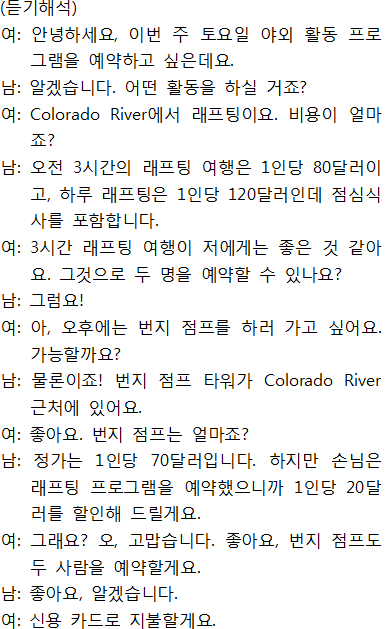 (듣기해석)
여: 안녕하세요, 이번 주 토요일 야외 활동 프로
그램을 예약하고 싶은데요.
남: 알겠습니다. 어떤 활동을 하실 거죠?
여: Colorado River에서 래프팅이요. 비용이 얼마
죠?
남: 오전 3시간의 래프팅 여행은 1인당 80달러이
고, 하루 래프팅은 1인당 120달러인데 점심식
사를 포함합니다.
여: 3시간 래프팅 여행이 저에게는 좋은 것 같아
요. 그것으로 두 명을 예약할 수 있나요?
남: 그럼요!
여: 아, 오후에는 번지 점프를 하러 가고 싶어요.
가능할까요?
남: 물론이죠! 번지 점프 타워가 Colorado River
근처에 있어요.
여: 좋아요. 번지 점프는 얼마죠?
남: 정가는 1인당 70달러입니다. 하지만 손님은
래프팅 프로그램을 예약했으니까 1인당 20달
러를 할인해 드릴게요.
여: 그래요? 오, 고맙습니다. 좋아요, 번지 점프도
두 사람을 예약할게요.
남: 좋아요, 알겠습니다.
여: 신용 카드로 지불할게요.